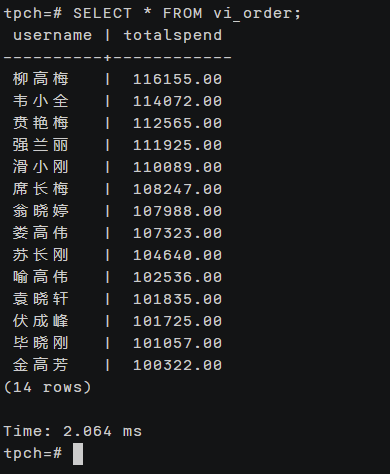 tpch=# SELECT * FROM vi_order;
 username | totalspend
----------+------------
 柳高梅   |  116155.00
 韦小全   |  114072.00
 贲艳梅   |  112565.00
 强兰丽   |  111925.00
 滑小刚   |  110089.00
 席长梅   |  108247.00
 翁晓婷   |  107988.00
 娄高伟   |  107323.00
 苏长刚   |  104640.00
 喻高伟   |  102536.00
 袁晓轩   |  101835.00
 伏成峰   |  101725.00
 毕晓刚   |  101057.00
 金高芳   |  100322.00
(14 rows)
Time: 2.064 ms
tpch=#